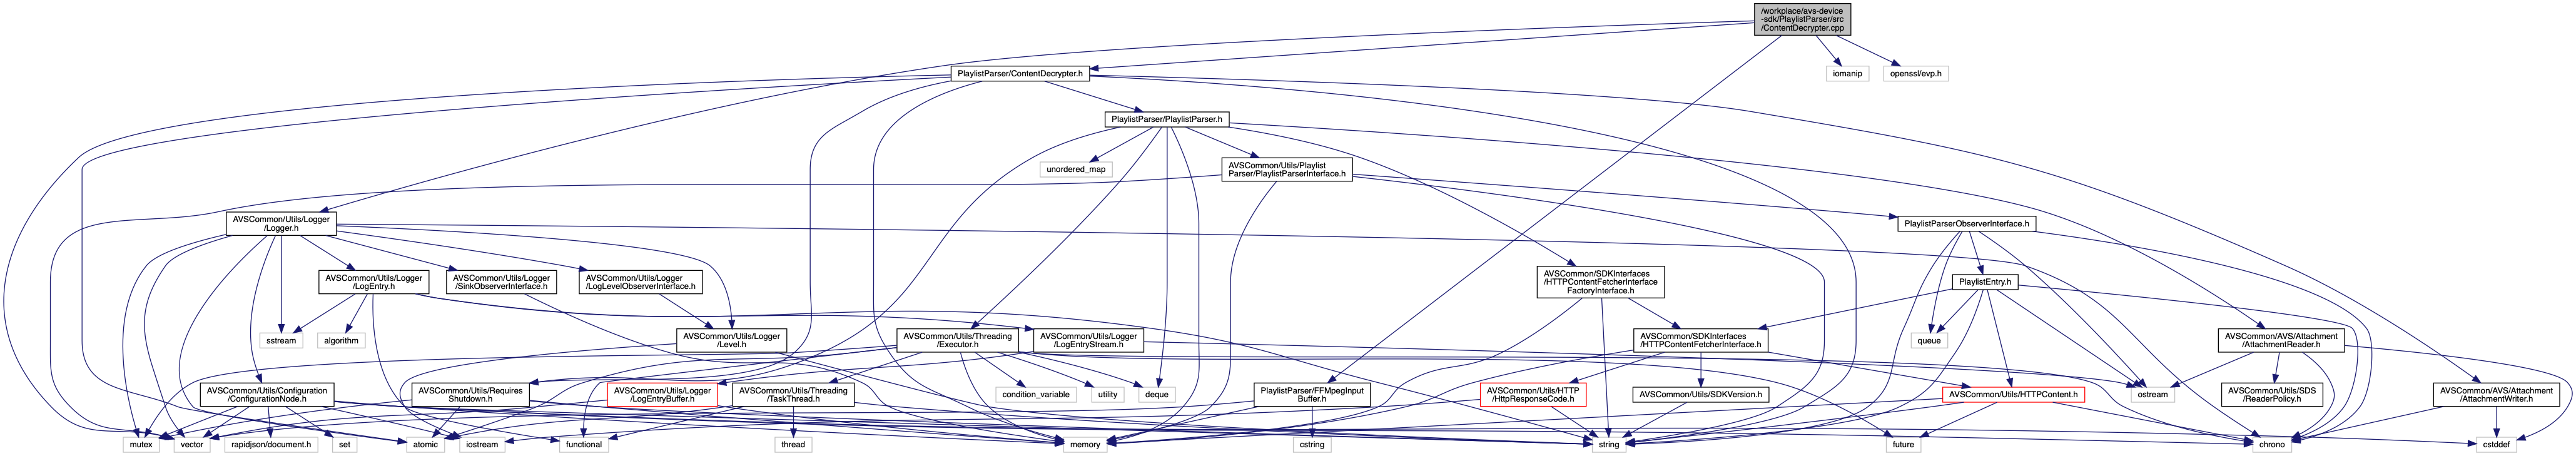 /workplace/avs-device
-sdk/PlaylistParser/src
/ContentDecrypter.cpp
PlaylistParser/ContentDecrypter.h
iomanip
openssl/evp.h
PlaylistParser/PlaylistParser.h
unordered_map
AVSCommon/Utils/Playlist
Parser/PlaylistParserInterface.h
AVSCommon/Utils/Logger
/Logger.h
PlaylistParserObserverInterface.h
AVSCommon/Utils/Logger
/LogEntry.h
AVSCommon/Utils/Logger
/SinkObserverInterface.h
AVSCommon/Utils/Logger
/LogLevelObserverInterface.h
AVSCommon/SDKInterfaces
/HTTPContentFetcherInterface
FactoryInterface.h
PlaylistEntry.h
sstream
algorithm
AVSCommon/Utils/Logger
/Level.h
AVSCommon/Utils/Threading
/Executor.h
AVSCommon/Utils/Logger
/LogEntryStream.h
AVSCommon/SDKInterfaces
/HTTPContentFetcherInterface.h
queue
AVSCommon/AVS/Attachment
/AttachmentReader.h
AVSCommon/Utils/Configuration
/ConfigurationNode.h
AVSCommon/Utils/Requires
Shutdown.h
AVSCommon/Utils/Logger
/LogEntryBuffer.h
AVSCommon/Utils/Threading
/TaskThread.h
condition_variable
utility
deque
PlaylistParser/FFMpegInput
Buffer.h
AVSCommon/Utils/HTTP
/HttpResponseCode.h
AVSCommon/Utils/SDKVersion.h
AVSCommon/Utils/HTTPContent.h
ostream
AVSCommon/Utils/SDS
/ReaderPolicy.h
AVSCommon/AVS/Attachment
/AttachmentWriter.h
mutex
vector
rapidjson/document.h
set
atomic
iostream
functional
thread
memory
cstring
string
future
chrono
cstddef